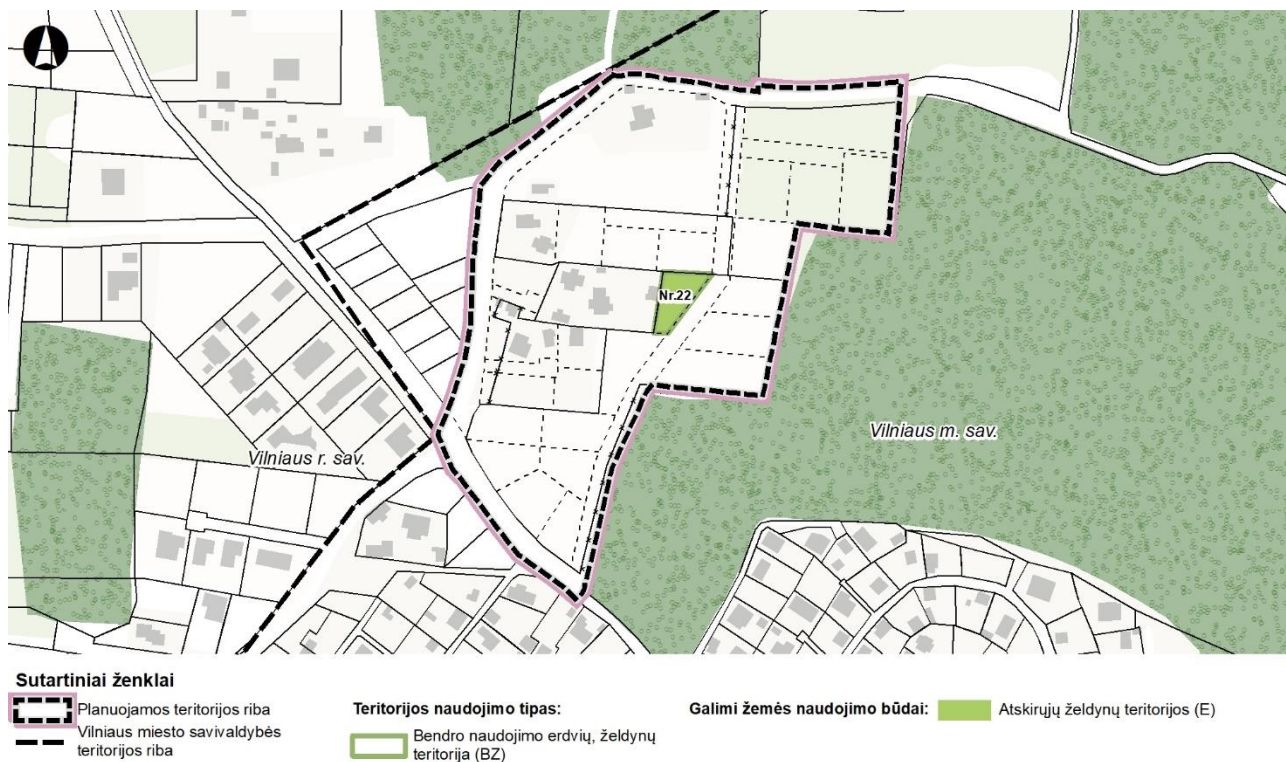 Nr.22
Vilniaus m. sav.
Vilniaus r. sav.
Sutartiniai ženklai
Planuojamos teritorijos riba
Vilniaus miesto savivaldybės
teritorijos riba
Teritorijos naudojimo tipas:
Bendro naudojimo erdvių, želdynų
teritorija (BZ)
Galimi žemės naudojimo būdai:
Atskirųjų želdynų teritorijos (E)